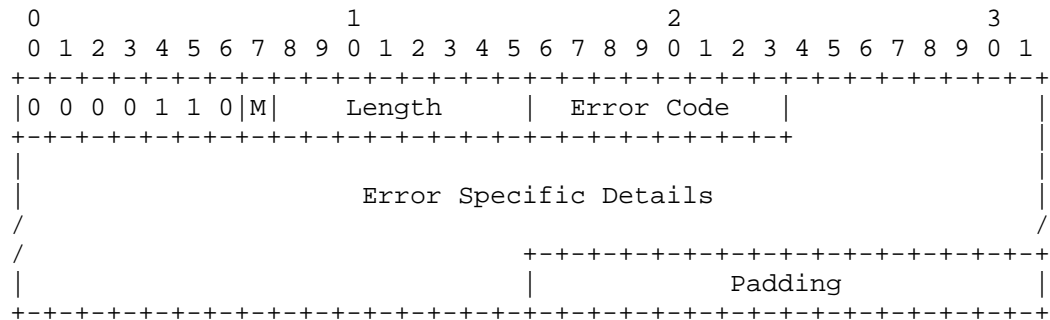 0                   1                   2                   3
 0 1 2 3 4 5 6 7 8 9 0 1 2 3 4 5 6 7 8 9 0 1 2 3 4 5 6 7 8 9 0 1
+-+-+-+-+-+-+-+-+-+-+-+-+-+-+-+-+-+-+-+-+-+-+-+-+-+-+-+-+-+-+-+-+
|0 0 0 0 1 1 0|M|    Length     |  Error Code   |               |
+-+-+-+-+-+-+-+-+-+-+-+-+-+-+-+-+-+-+-+-+-+-+-+-+               |
|                                                               |
|                     Error Specific Details                    |
/                                                               /
/                               +-+-+-+-+-+-+-+-+-+-+-+-+-+-+-+-+
|                               |            Padding            |
+-+-+-+-+-+-+-+-+-+-+-+-+-+-+-+-+-+-+-+-+-+-+-+-+-+-+-+-+-+-+-+-+